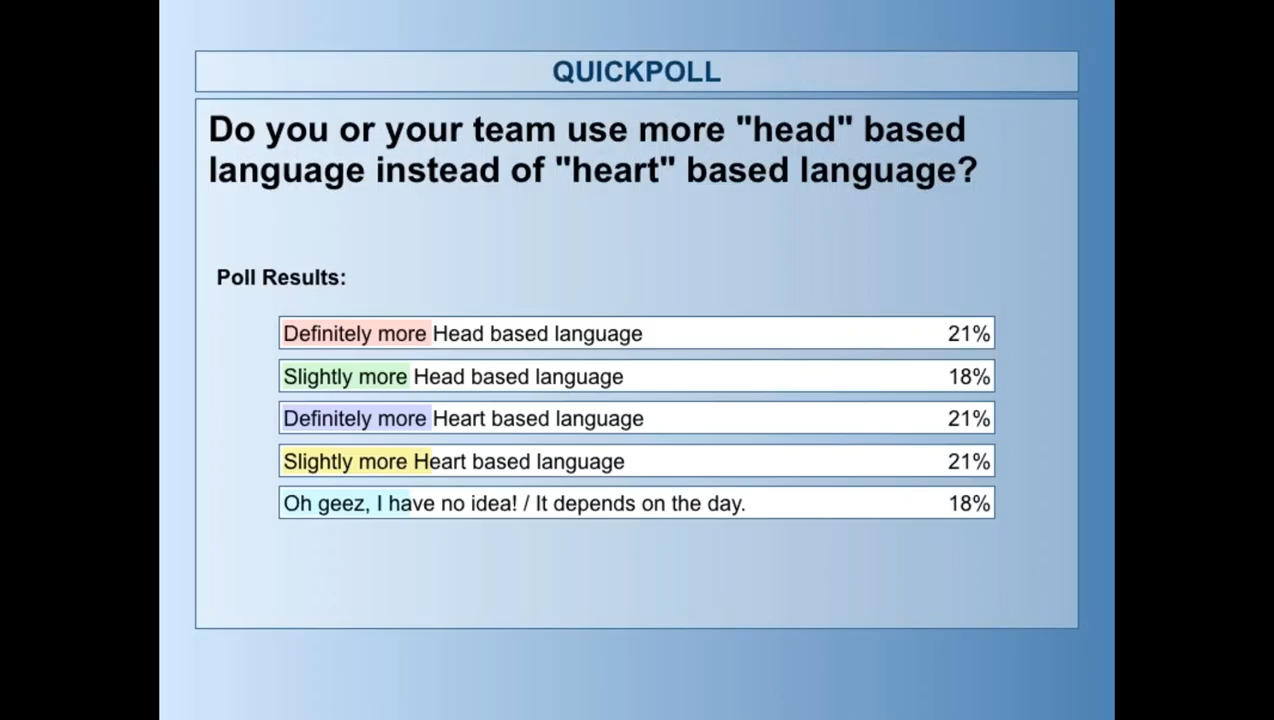 QUICKPOLL
Do you or your team use more "head" based
language instead of "heart" based language?
Poll Results:
Definitely more Head based language 21%
Slightly more Head based language 18%
Definitely more Heart based language 21%
Slightly more Heart based language 21%
Oh geez, I have no idea! / It depends on the day. 18%